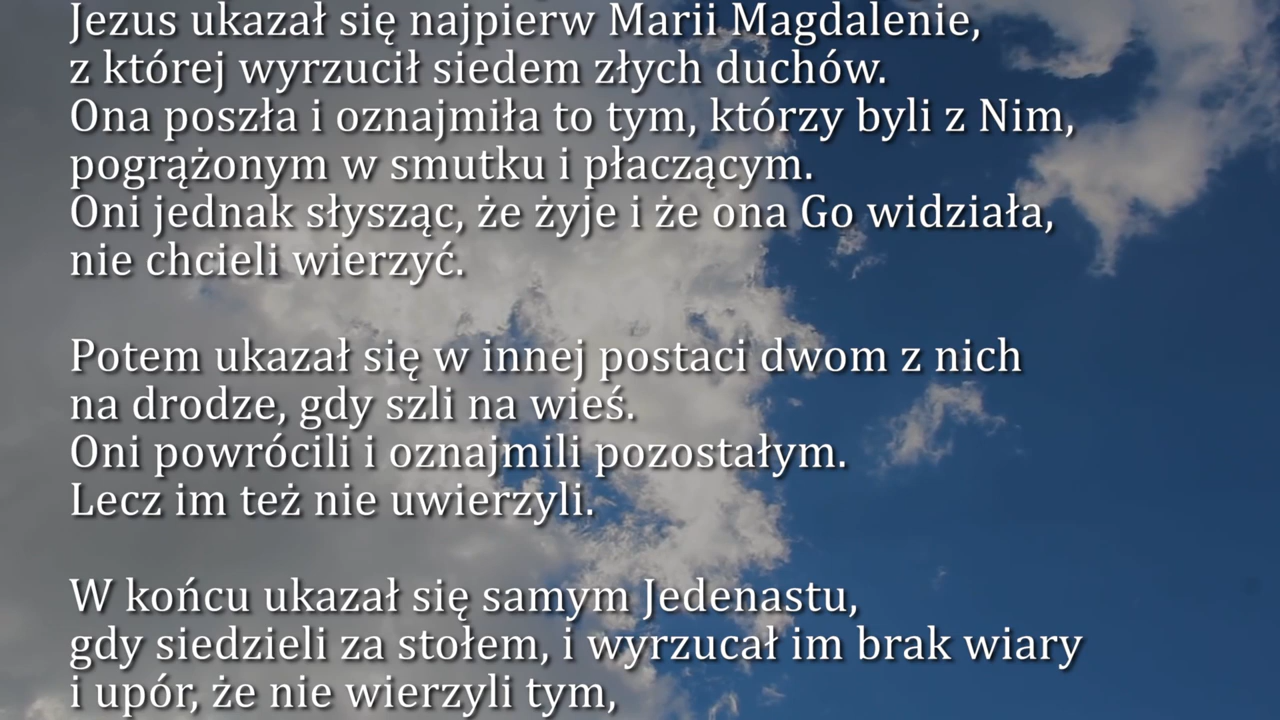 Jezus ukazał się najpierw Marii Magdalenie,
z której wyrzucił siedem złych duchów.
Ona poszła i oznajmiła to tym, którzy byli z Nim,
pogrążonym w smutku i płaczącym.
Oni jednak słysząc, że żyje i że ona Go widziała,
nie chcieli wierzyć.
Potem ukazał się w innej postaci dwom z nich
na drodze, gdy szli na wieś.
Oni powrócili i oznajmili pozostałym.
Lecz im też nie uwierzyli.
W końcu ukazał się samym Jedenastu,
gdy siedzieli za stołem, i wyrzucał im brak wiary
i upór, że nie wierzyli tym,